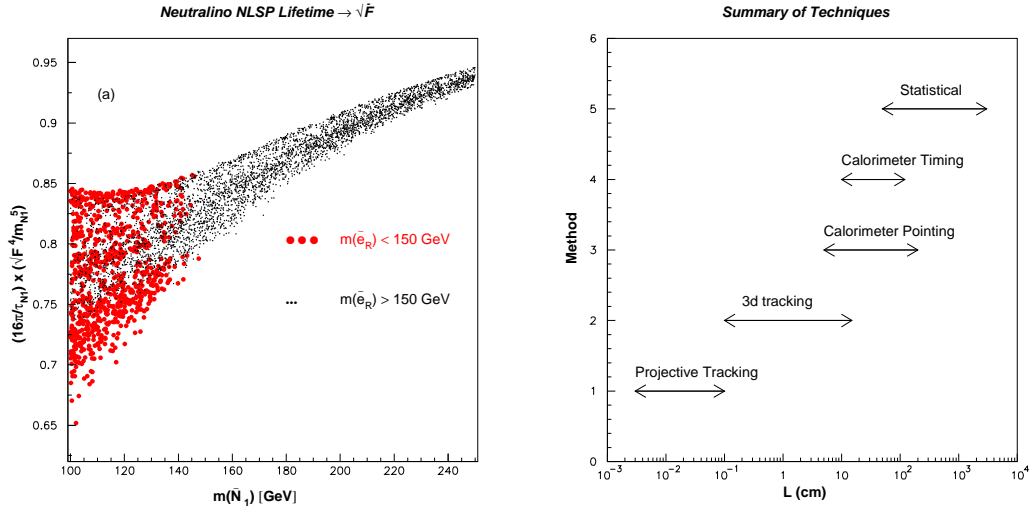 Neutralino NLSP Lifetime → √F
(a)
(16π/τN1) x (√F 4/mN15)
0.95
0.9
0.85
0.8
0.75
0.7
0.65
m(ẽR) < 150 GeV
m(ẽR) > 150 GeV
100 120 140 160 180 200 220 240
m(Ñ1) [GeV]
Summary of Techniques
Method
6
5
4
3
2
1
0
Statistical
Calorimeter Timing
Calorimeter Pointing
3d tracking
Projective Tracking
10-3 10-2 10-1 1 10 102 103 104
L (cm)